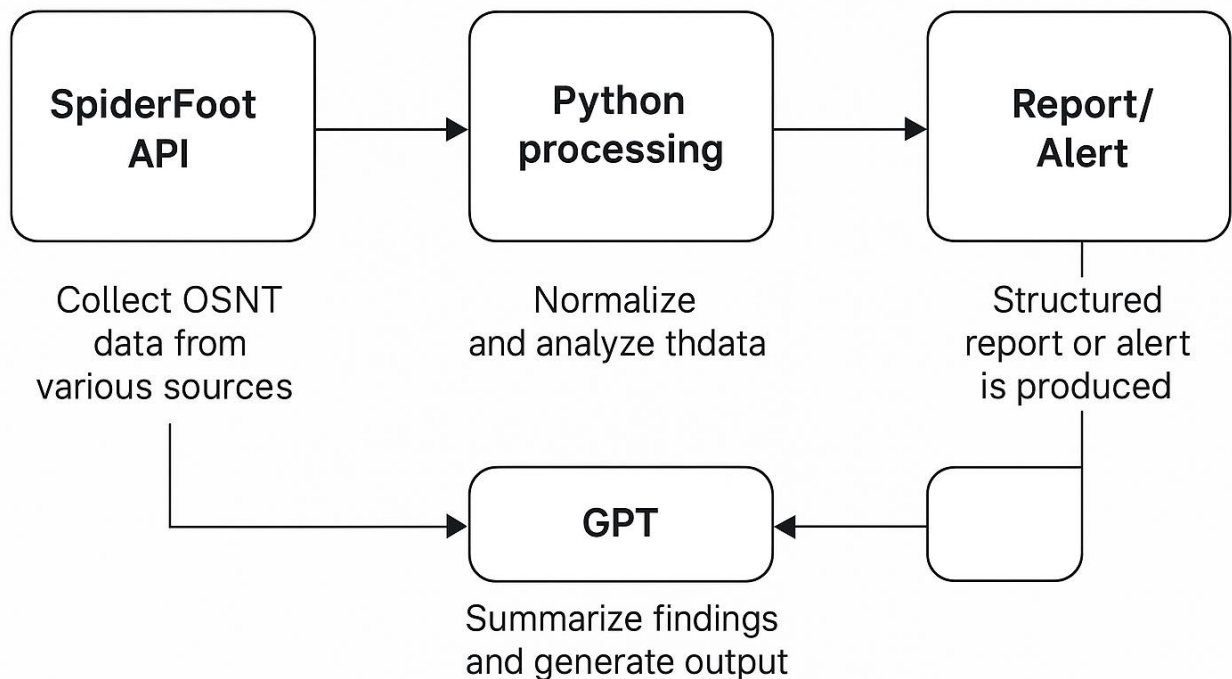 SpiderFoot
API
Python
processing
Report/
Alert
Collect OSNT
data from
various sources
Normalize
and analyze thdata
Structured
report or alert
is produced
GPT
Summarize findings
and generate output